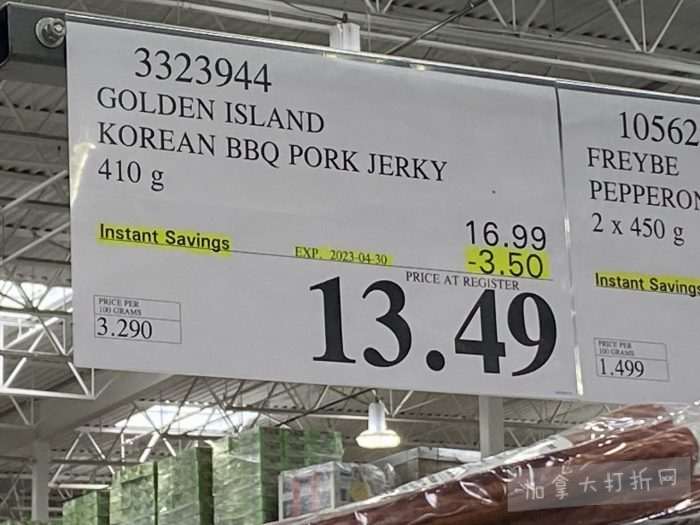 3323944
GOLDEN ISLAND
KOREAN BBQ PORK JERKY
410 g
16.99
Instant Savings EXP. 2023-04-30 -3.50
PRICE AT REGISTER
13.49
PRICE PER
100 GRAMS
3.290
10562
FREYBE
PEPPERON
2 x 450 g
Instant Savings
PRICE PER
100 GRAMS
1.499
加拿大打折网